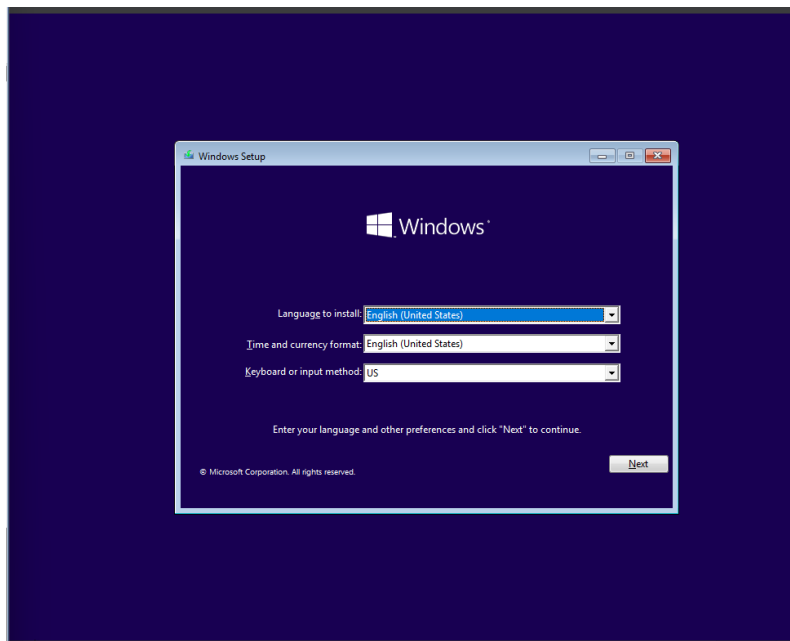 Windows Setup
Windows
Language to install: English (United States)
Time and currency format: English (United States)
Keyboard or input method: US
Enter your language and other preferences and click "Next" to continue.
Next
© Microsoft Corporation. All rights reserved.